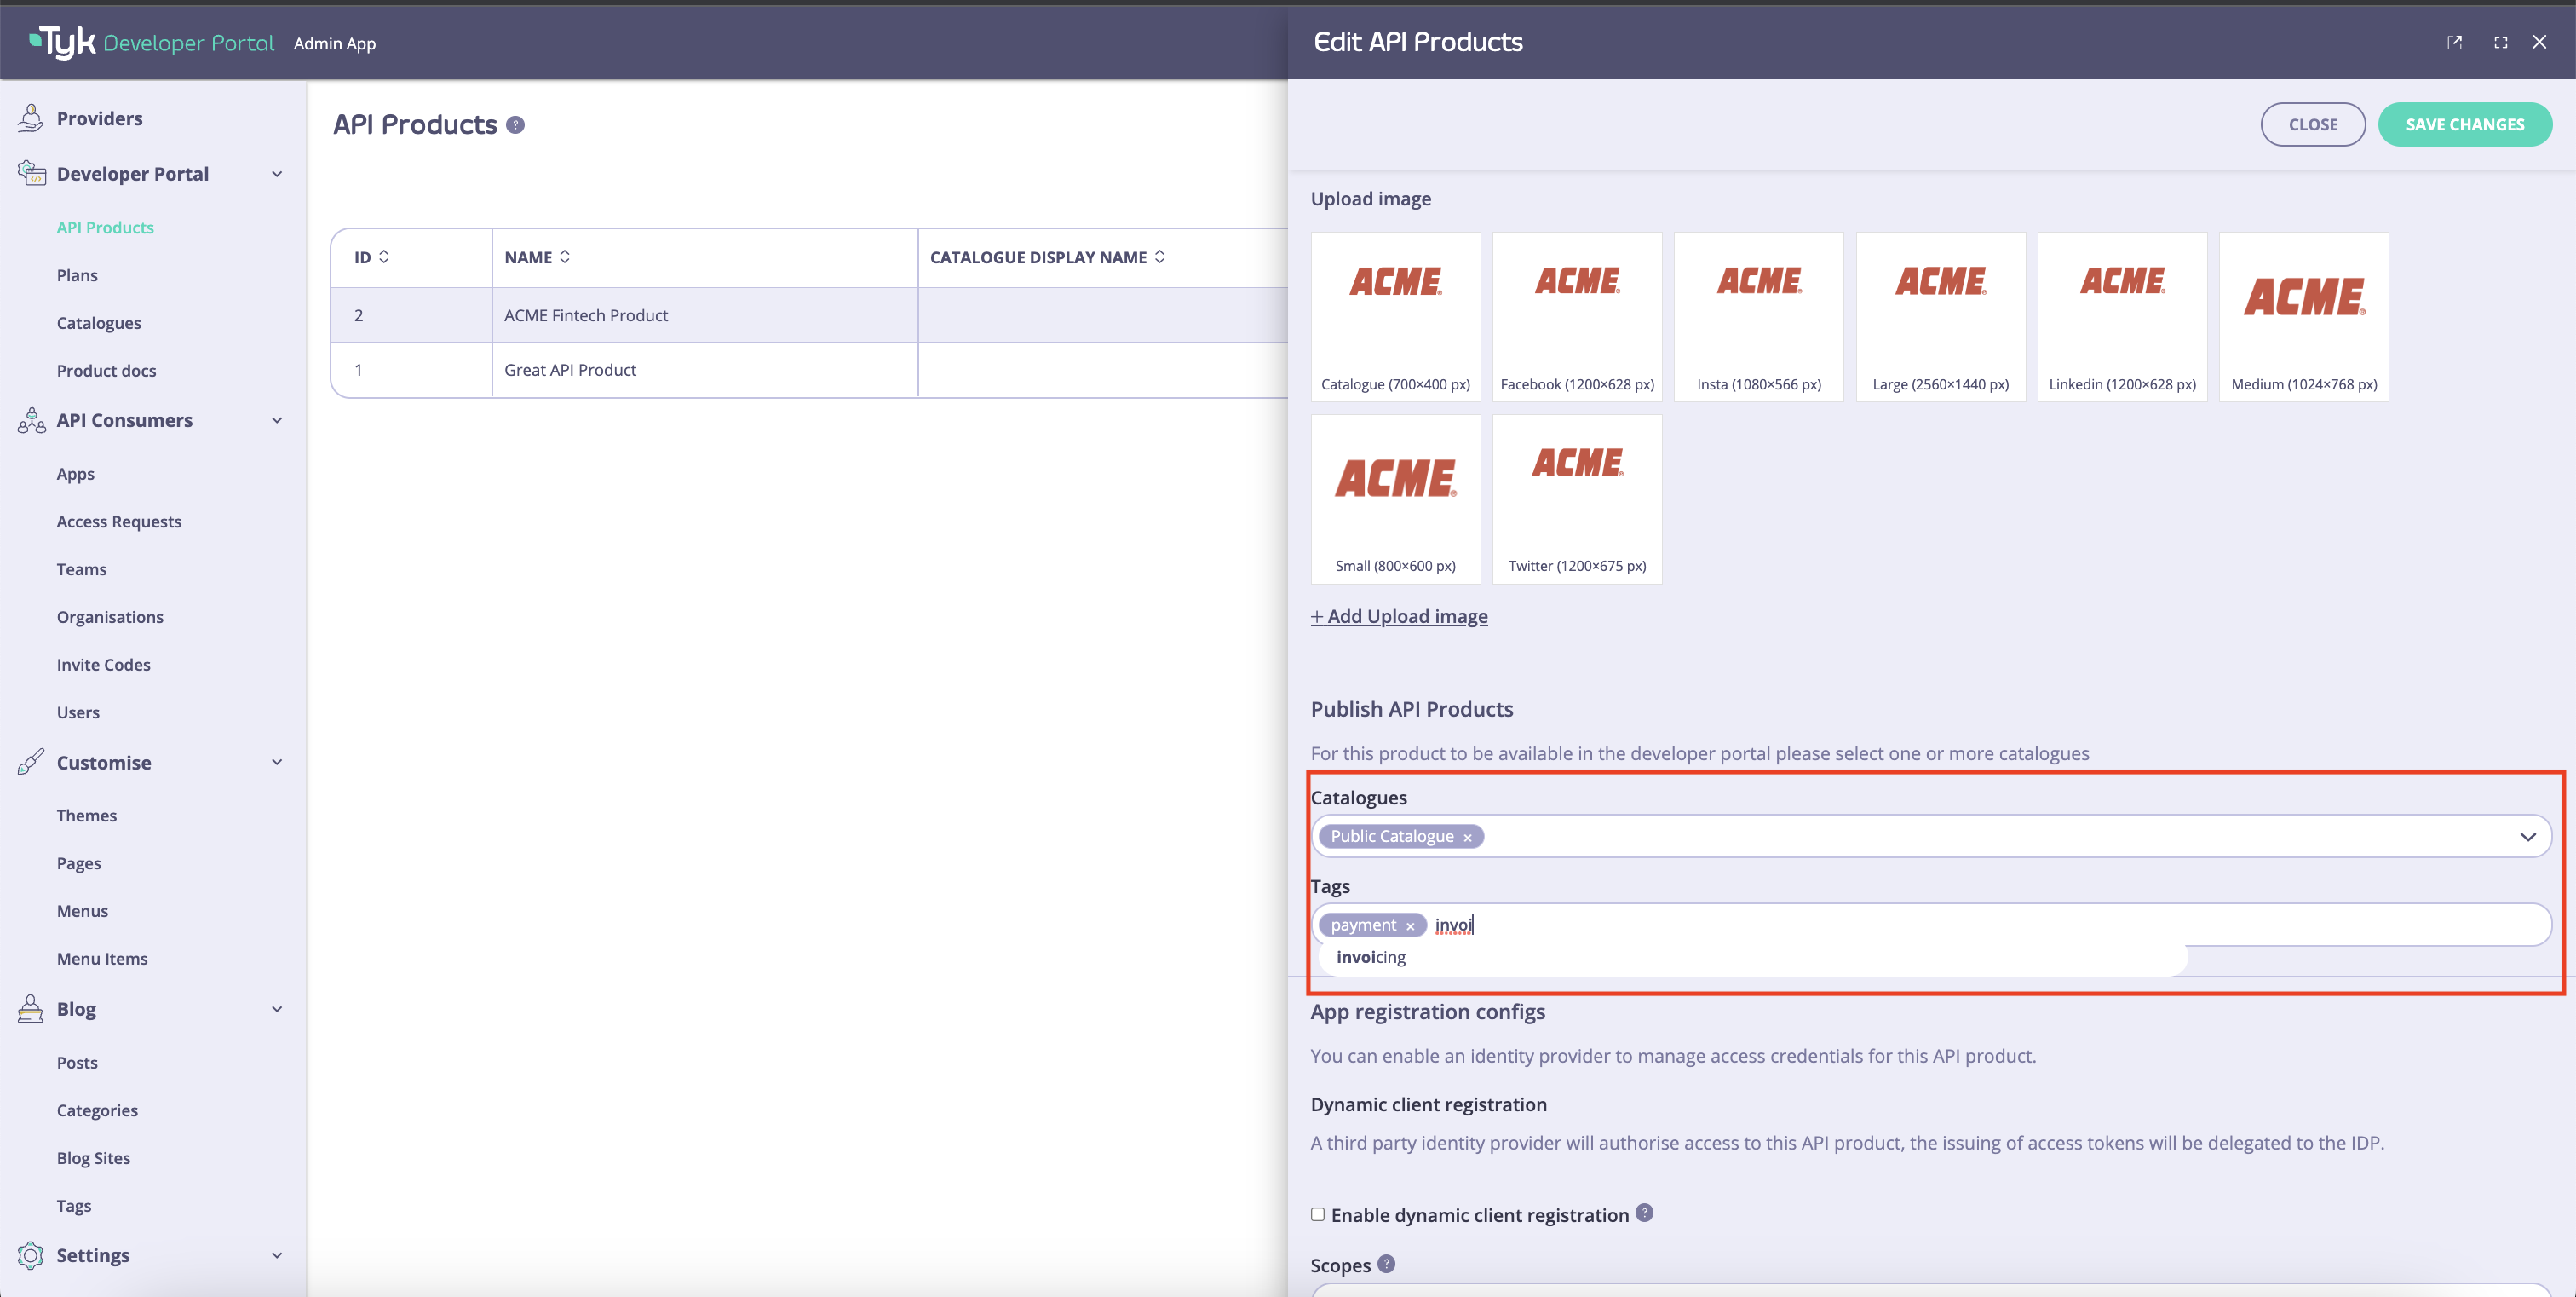 Tyk Developer Portal Admin App
Providers
Developer Portal
API Products
Plans
Catalogues
Product docs
API Consumers
Apps
Access Requests
Teams
Organisations
Invite Codes
Users
Customise
Themes
Pages
Menus
Menu Items
Blog
Posts
Categories
Blog Sites
Tags
Settings
API Products ?
ID NAME CATALOGUE DISPLAY NAME
2 ACME Fintech Product
1 Great API Product
Edit API Products
CLOSE SAVE CHANGES
Upload image
ACME® ACME® ACME® ACME® ACME® ACME®
Catalogue (700×400 px) Facebook (1200×628 px) Insta (1080×566 px) Large (2560×1440 px) Linkedin (1200×628 px) Medium (1024×768 px)
ACME® ACME®
Small (800×600 px) Twitter (1200×675 px)
+ Add Upload image
Publish API Products
For this product to be available in the developer portal please select one or more catalogues
Catalogues
Public Catalogue ×
Tags
payment × invoi
invoicing
App registration configs
You can enable an identity provider to manage access credentials for this API product.
Dynamic client registration
A third party identity provider will authorise access to this API product, the issuing of access tokens will be delegated to the IDP.
Enable dynamic client registration ?
Scopes ?